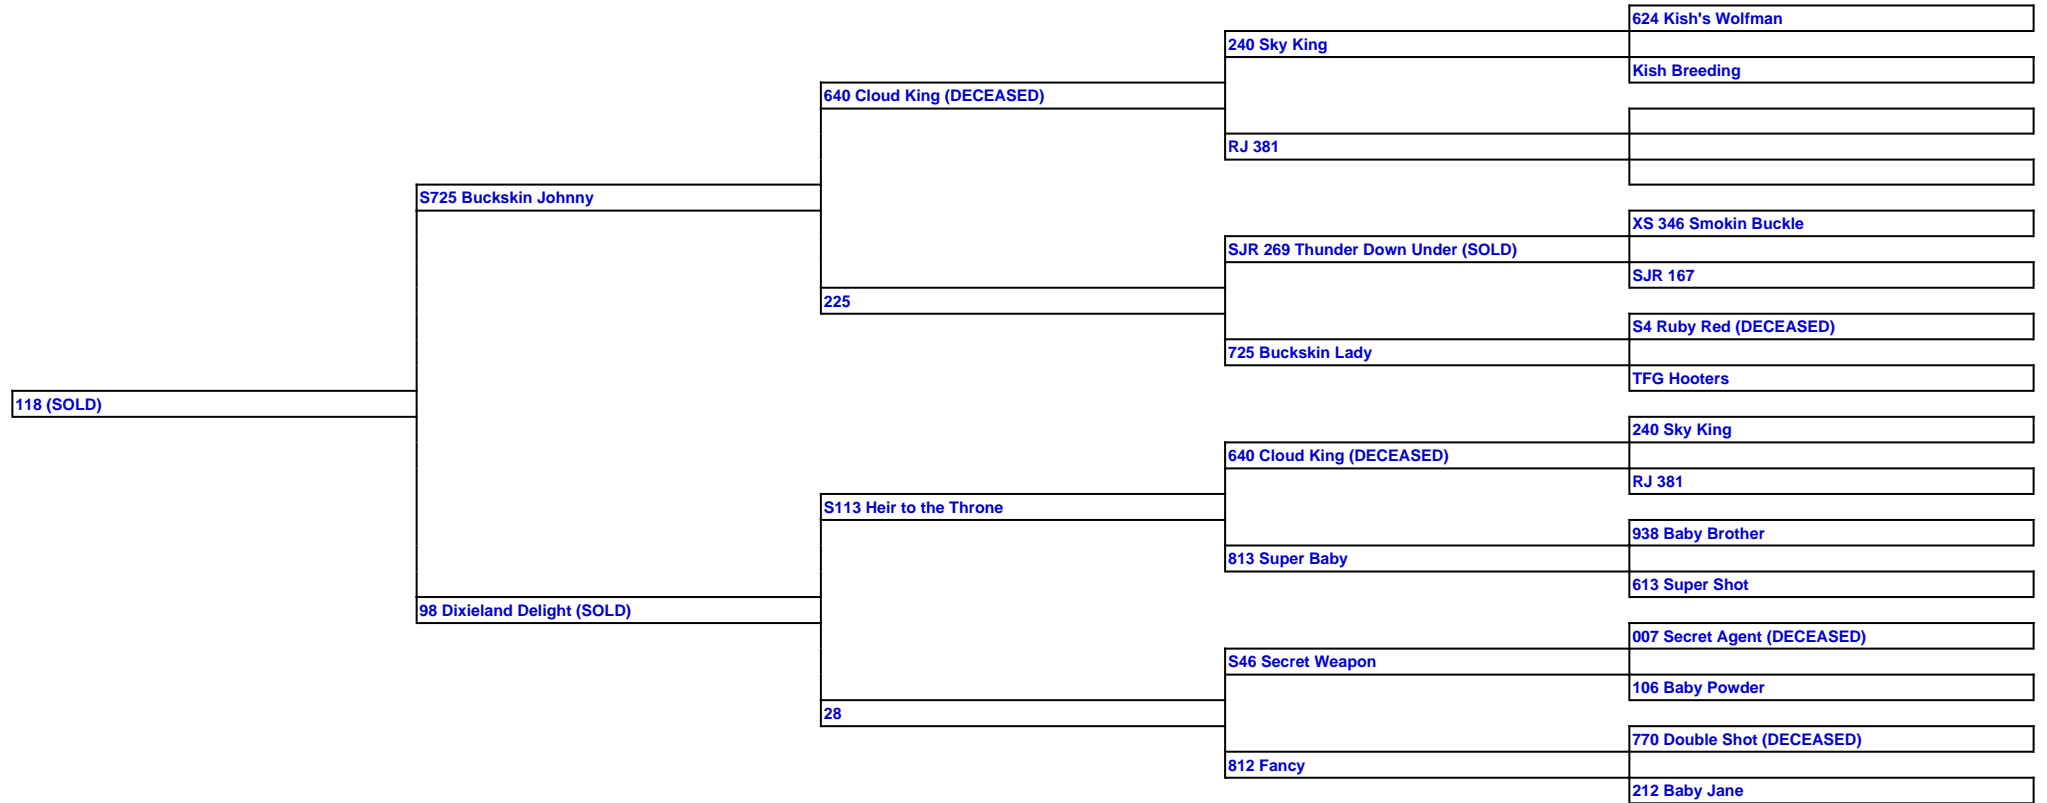 624 Kish's Wolfman
240 Sky King
Kish Breeding
640 Cloud King (DECEASED)
RJ 381
S725 Buckskin Johnny
XS 346 Smokin Buckle
SJR 269 Thunder Down Under (SOLD)
SJR 167
225
S4 Ruby Red (DECEASED)
725 Buckskin Lady
TFG Hooters
118 (SOLD)
240 Sky King
640 Cloud King (DECEASED)
RJ 381
S113 Heir to the Throne
938 Baby Brother
813 Super Baby
613 Super Shot
98 Dixieland Delight (SOLD)
007 Secret Agent (DECEASED)
S46 Secret Weapon
106 Baby Powder
28
770 Double Shot (DECEASED)
812 Fancy
212 Baby Jane